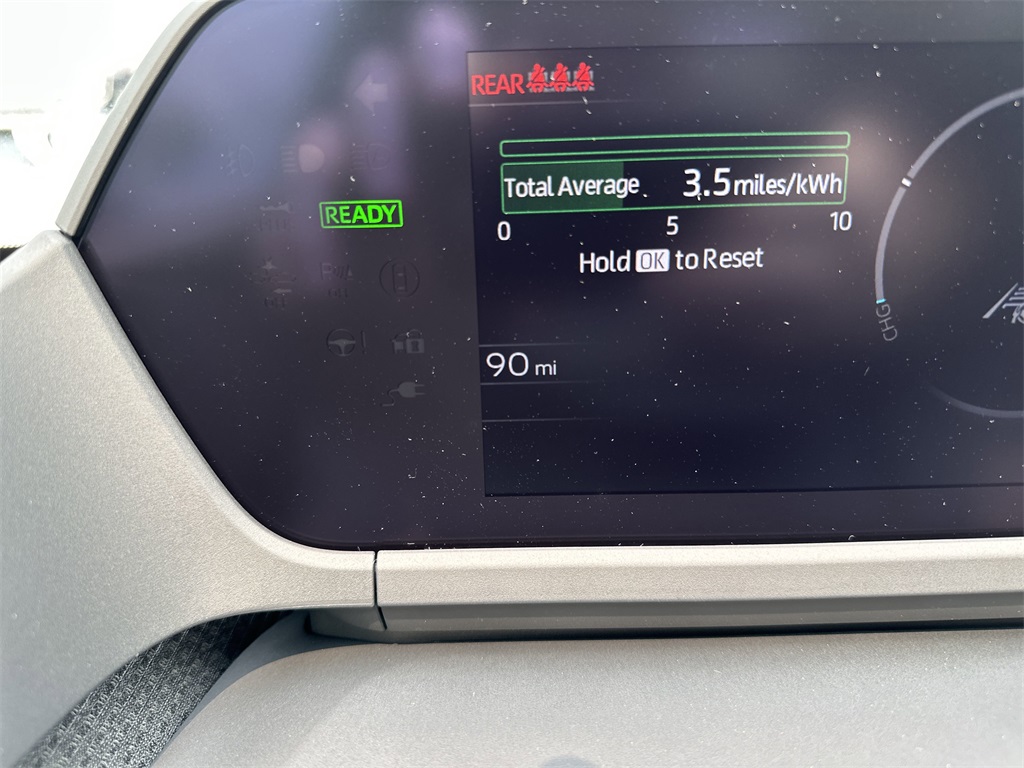 REAR
Total Average 3.5 miles/kWh
READY
0 5 10
Hold OK to Reset
CHG
90 mi